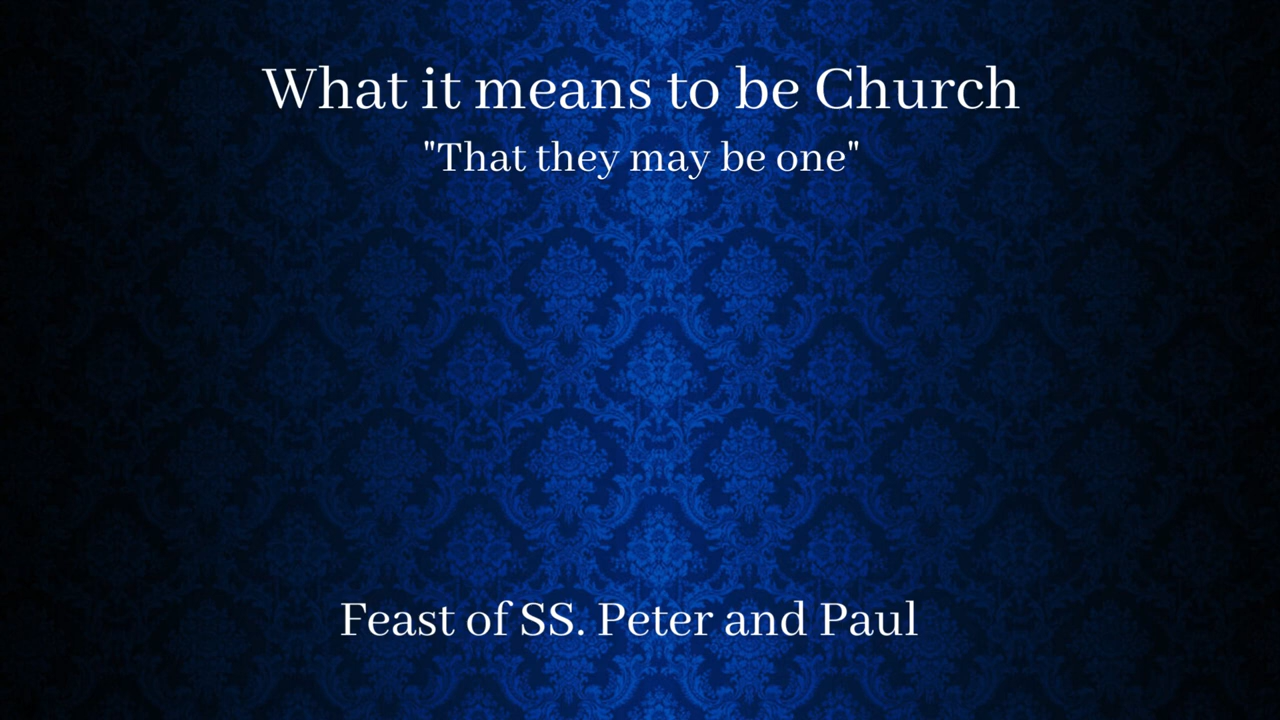 What it means to be Church
"That they may be one"
Feast of SS. Peter and Paul